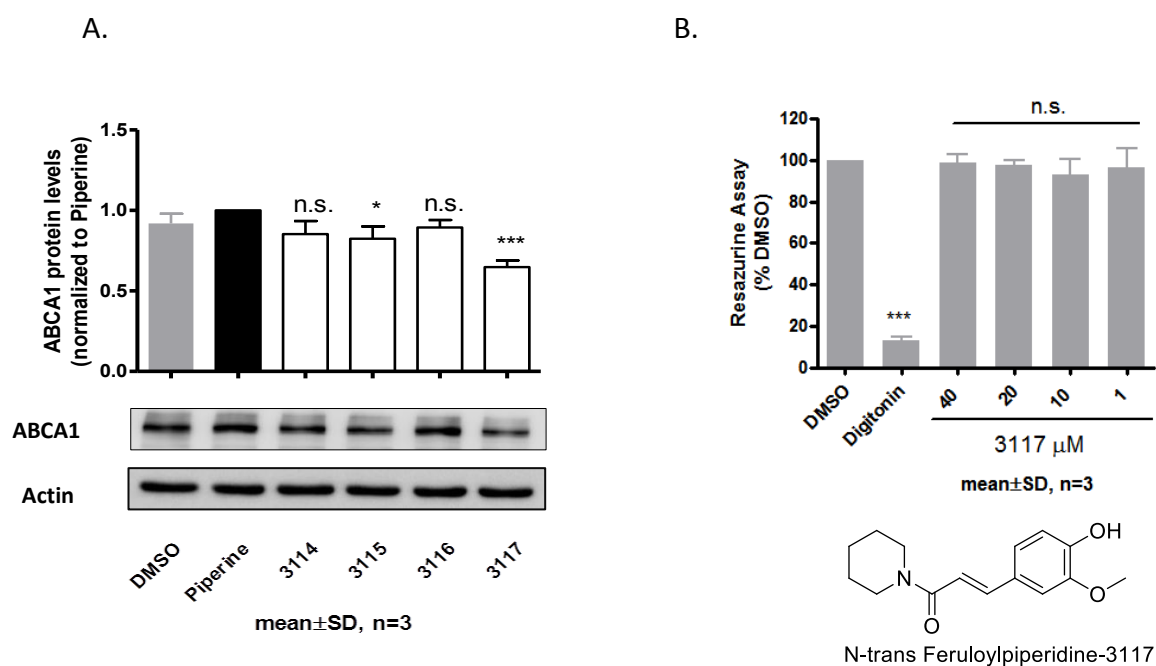 A.
ABCA1 protein levels
(normalized to Piperine)
1.5
1.0
0.5
0.0
n.s.
*
n.s.
***
ABCA1
Actin
DMSO
Piperine
3114
3115
3116
3117
mean±SD, n=3
B.
Resazurine Assay
(% DMSO)
120
100
80
60
40
20
0
n.s.
***
DMSO
Digitonin
40
20
10
1
3117 µM
mean±SD, n=3
N
O
OH
O
N-trans Feruloylpiperidine-3117